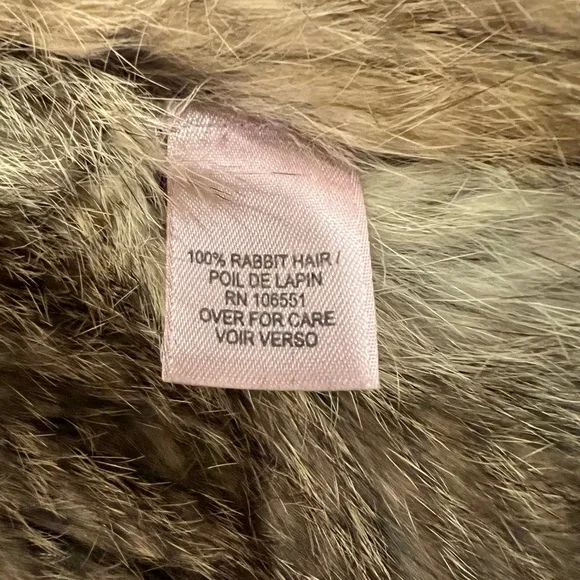 100% RABBIT HAIR /
POIL DE LAPIN
RN 106551
OVER FOR CARE
VOIR VERSO